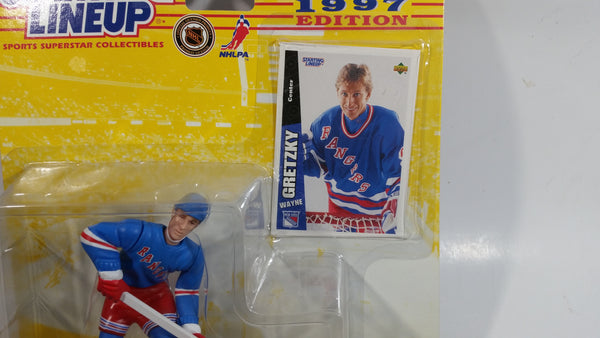 LINEUP
1997
EDITION
SPORTS SUPERSTAR COLLECTIBLES
NHLPA
STARTING
LINEUP
Center
GRETZKY
WAYNE
RANGERS
RANGERS